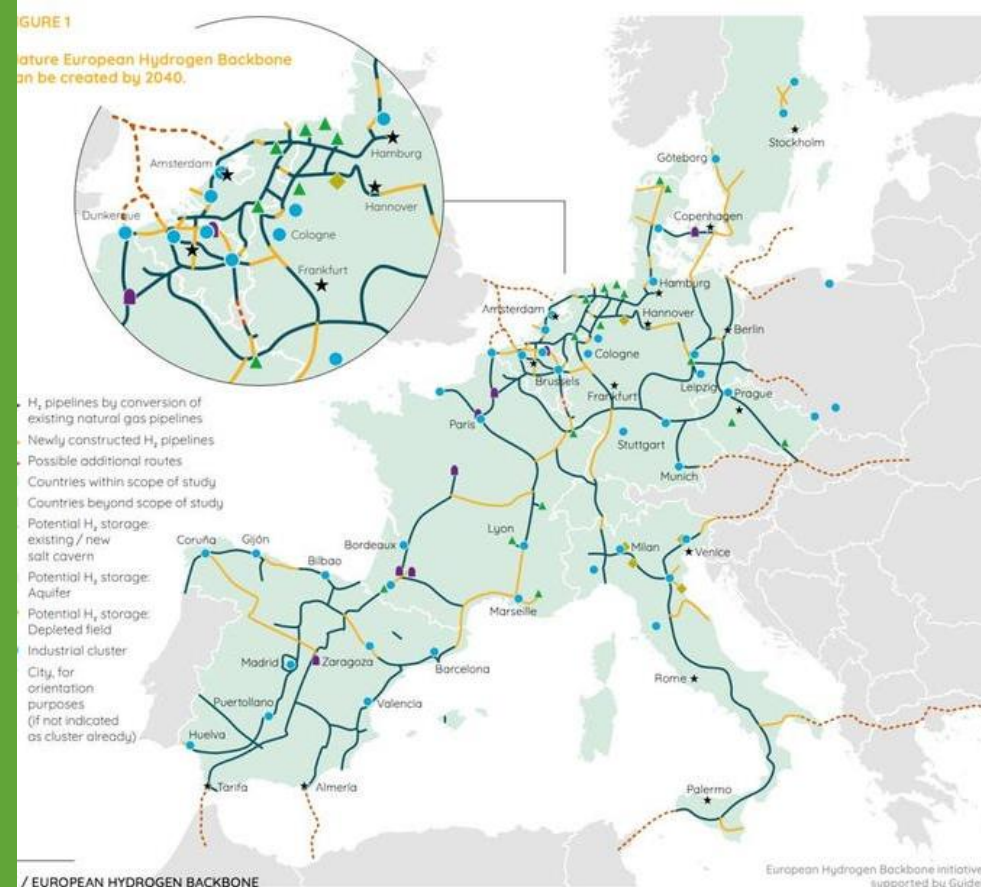 IGURE 1
ature European Hydrogen Backbone
an be created by 2040.
Amsterdam
Hamburg
Hannover
Dunkerque
Cologne
Frankfurt
H₂ pipelines by conversion of
existing natural gas pipelines
Newly constructed H₂ pipelines
Possible additional routes
Countries within scope of study
Countries beyond scope of study
Potential H₂ storage:
existing / new
salt cavern
Potential H₂ storage:
Aquifer
Potential H₂ storage:
Depleted field
Industrial cluster
City, for
orientation
purposes
(if not indicated
as cluster already)
Stockholm
Göteborg
Copenhagen
Hamburg
Amsterdam
Hannover
Berlin
Cologne
Brussels
Leipzig
Prague
Frankfurt
Paris
Stuttgart
Munich
Lyon
Coruña
Gijón
Bordeaux
Milan
Venice
Bilbao
Marseille
Madrid
Zaragoza
Barcelona
Rome
Puertollano
Valencia
Huelva
Tarifa
Almería
Palermo
/ EUROPEAN HYDROGEN BACKBONE
European Hydrogen Backbone initiative
supported by Guide